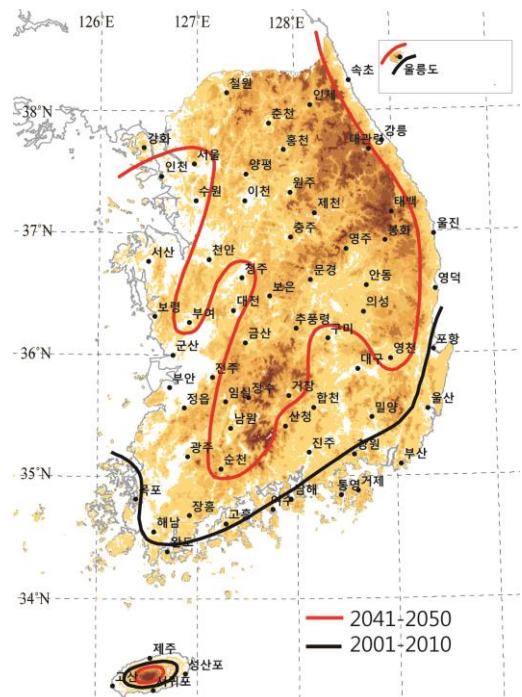 126°E 127°E 128°E
속초
울릉도
철원
38°N
인제
춘천
강릉
강화
홍천
대관령
서울
인천
양평
원주
수원
이천
제천
태백
37°N
충주
울진
천안
영주
봉화
서산
청주
문경
안동
영덕
보은
보령
대전
의성
부여
추풍령
구미
36°N
군산
금산
포항
대구
영천
전주
부안
임실
장수
거창
합천
정읍
울산
남원
산청
밀양
광주
진주
창원
순천
부산
35°N
목포
남해
통영
거제
장흥
여수
고흥
해남
완도
34°N
2041-2050
2001-2010
제주
성산포
고산
서귀포